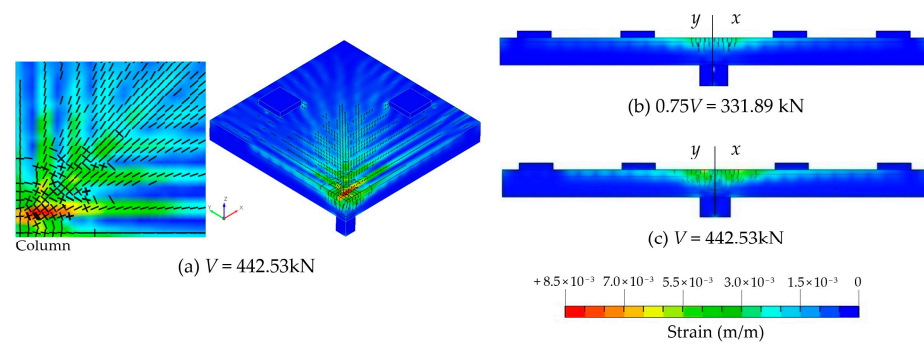 Column
Y Z X
(a) V = 442.53kN
y x
(b) 0.75V = 331.89 kN
y x
(c) V = 442.53kN
+ 8.5×10⁻³ 7.0×10⁻³ 5.5×10⁻³ 3.0×10⁻³ 1.5×10⁻³ 0
Strain (m/m)